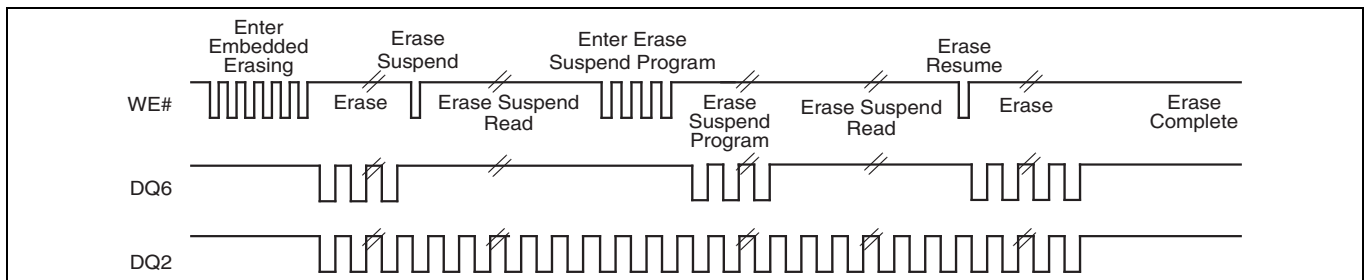 Enter
Embedded
Erasing
Erase
Suspend
Enter Erase
Suspend Program
Erase
Resume
WE#
Erase
Erase Suspend
Read
Erase
Suspend
Program
Erase Suspend
Read
Erase
Erase
Complete
DQ6
DQ2